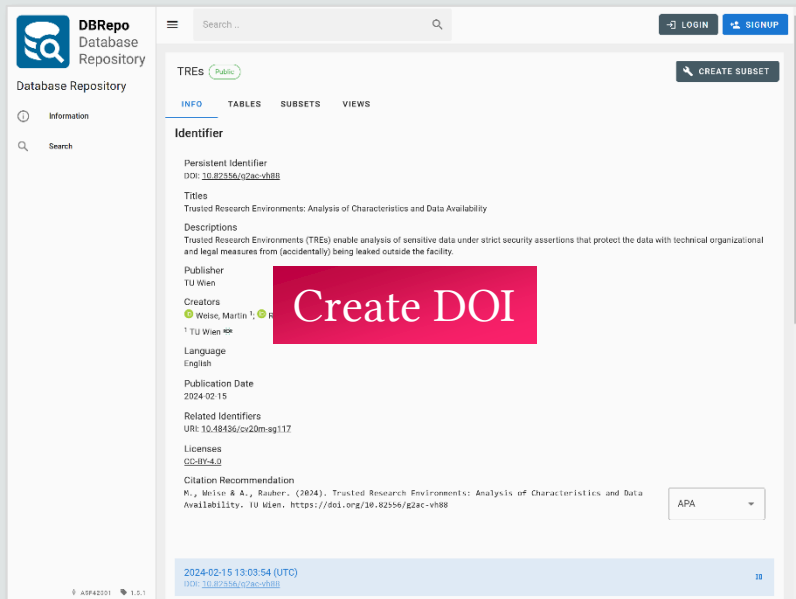 DBRepo
Database
Repository
Database Repository
Information
Search
Search ..
LOGIN
SIGNUP
TREs
Public
CREATE SUBSET
INFO
TABLES
SUBSETS
VIEWS
Identifier
Persistent Identifier
DOI: 10.82556/g2ac-vh88
Titles
Trusted Research Environments: Analysis of Characteristics and Data Availability
Descriptions
Trusted Research Environments (TREs) enable analysis of sensitive data under strict security assertions that protect the data with technical organizational
and legal measures from (accidentally) being leaked outside the facility.
Publisher
TU Wien
Creators
Weise, Martin ¹; R
¹ TU Wien
Create DOI
Language
English
Publication Date
2024-02-15
Related Identifiers
URI: 10.48436/cv20m-sg117
Licenses
CC-BY-4.0
Citation Recommendation
M., Weise & A., Rauber. (2024). Trusted Research Environments: Analysis of Characteristics and Data
Availability. TU Wien. https://doi.org/10.82556/g2ac-vh88
APA
2024-02-15 13:03:54 (UTC)
DOI: 10.82556/g2ac-vh88
1.0.1